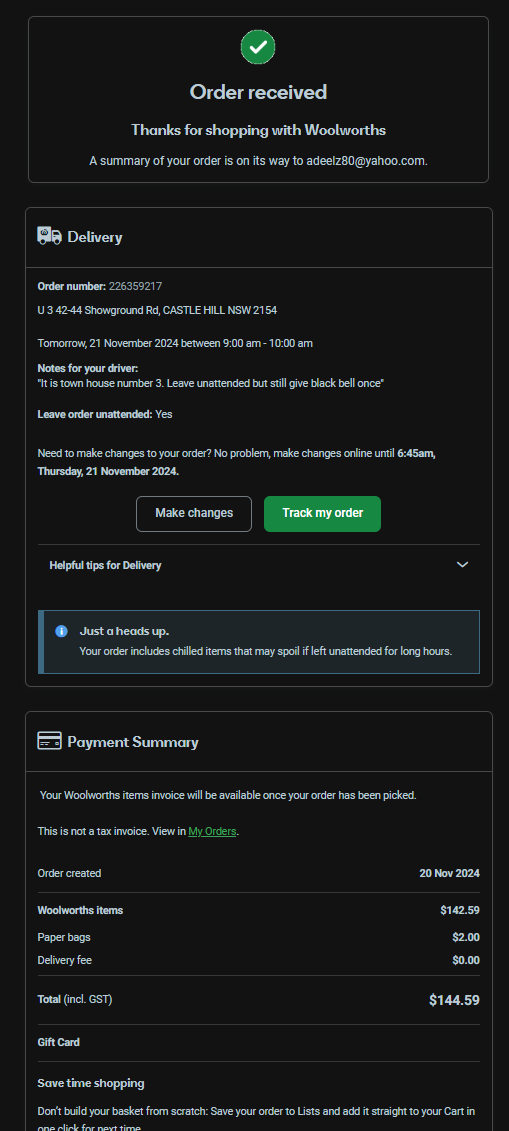 Order received
Thanks for shopping with Woolworths
A summary of your order is on its way to adeelz80@yahoo.com.
Delivery
Order number: 226359217
U 3 42-44 Showground Rd, CASTLE HILL NSW 2154
Tomorrow, 21 November 2024 between 9:00 am - 10:00 am
Notes for your driver:
"It is town house number 3. Leave unattended but still give black bell once"
Leave order unattended: Yes
Need to make changes to your order? No problem, make changes online until 6:45am,
Thursday, 21 November 2024.
Make changes Track my order
Helpful tips for Delivery
Just a heads up.
Your order includes chilled items that may spoil if left unattended for long hours.
Payment Summary
Your Woolworths items invoice will be available once your order has been picked.
This is not a tax invoice. View in My Orders.
Order created 20 Nov 2024
Woolworths items $142.59
Paper bags $2.00
Delivery fee $0.00
Total (incl. GST) $144.59
Gift Card
Save time shopping
Don't build your basket from scratch: Save your order to Lists and add it straight to your Cart in
one click for next time